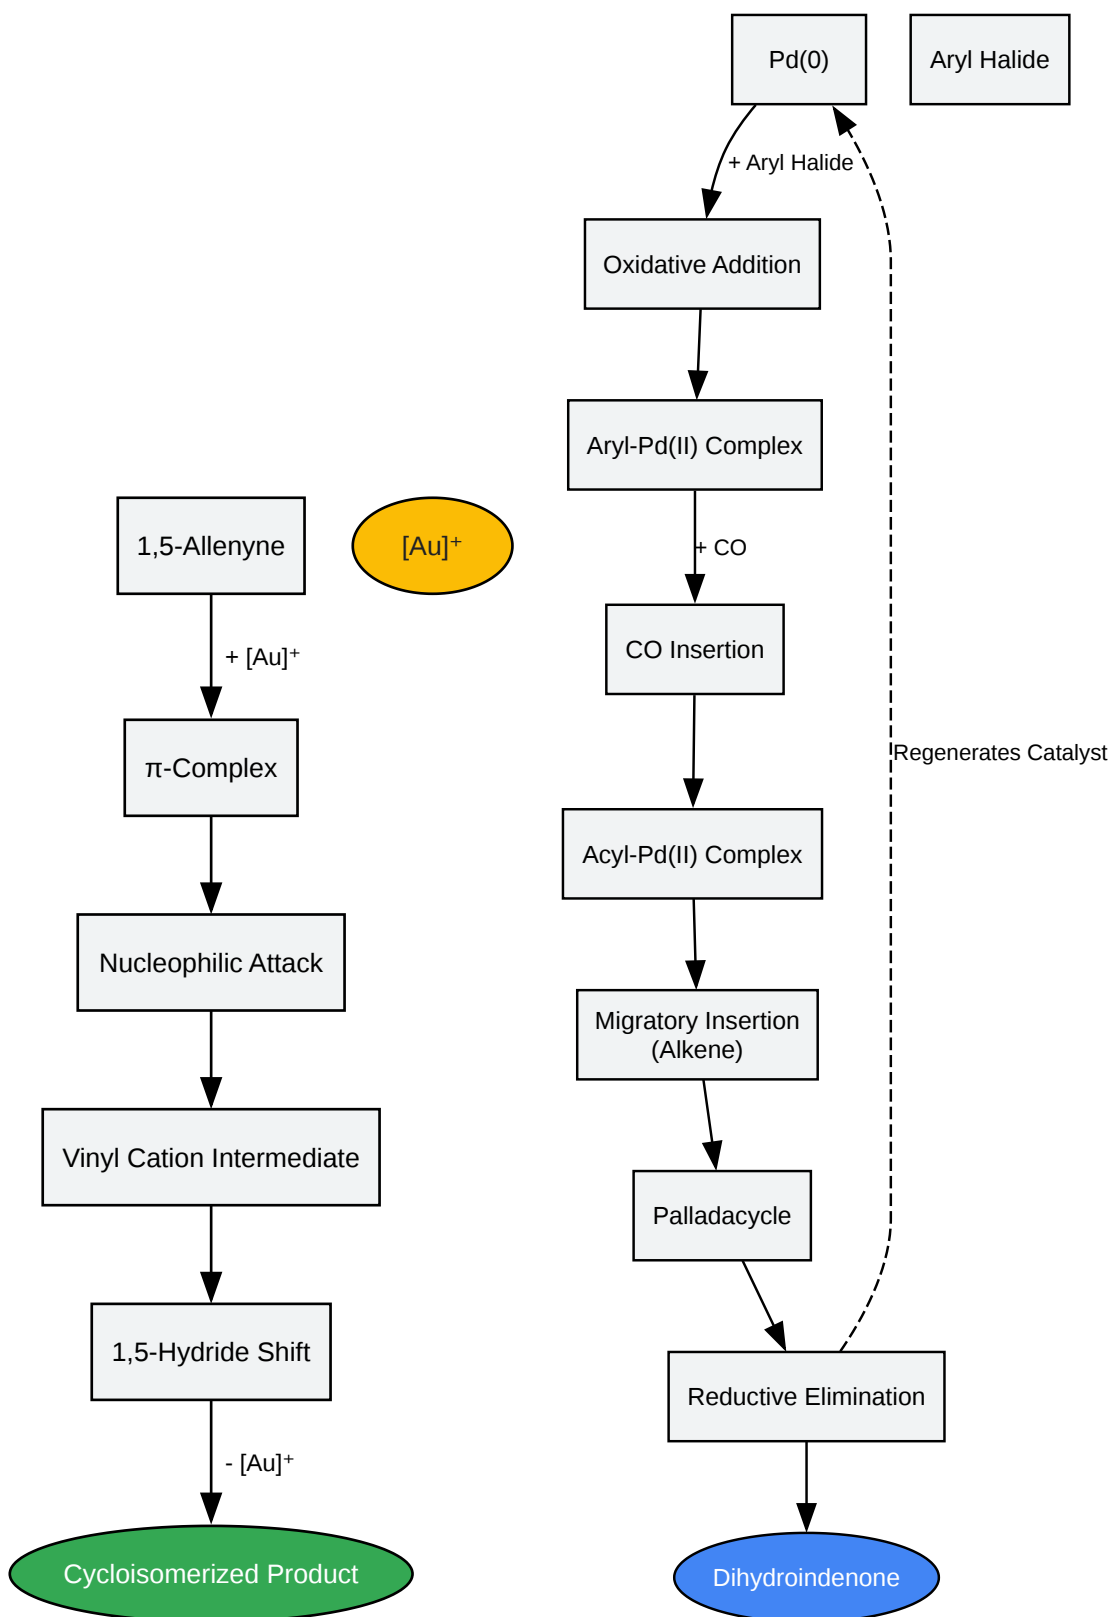 Pd(0)
Aryl Halide
+ Aryl Halide
Oxidative Addition
Aryl-Pd(II) Complex
+ CO
CO Insertion
Acyl-Pd(II) Complex
Migratory Insertion
(Alkene)
Palladacycle
Reductive Elimination
Regenerates Catalyst
Dihydroindenone
1,5-Allenyne
[Au]⁺
+ [Au]⁺
π-Complex
Nucleophilic Attack
Vinyl Cation Intermediate
1,5-Hydride Shift
- [Au]⁺
Cycloisomerized Product